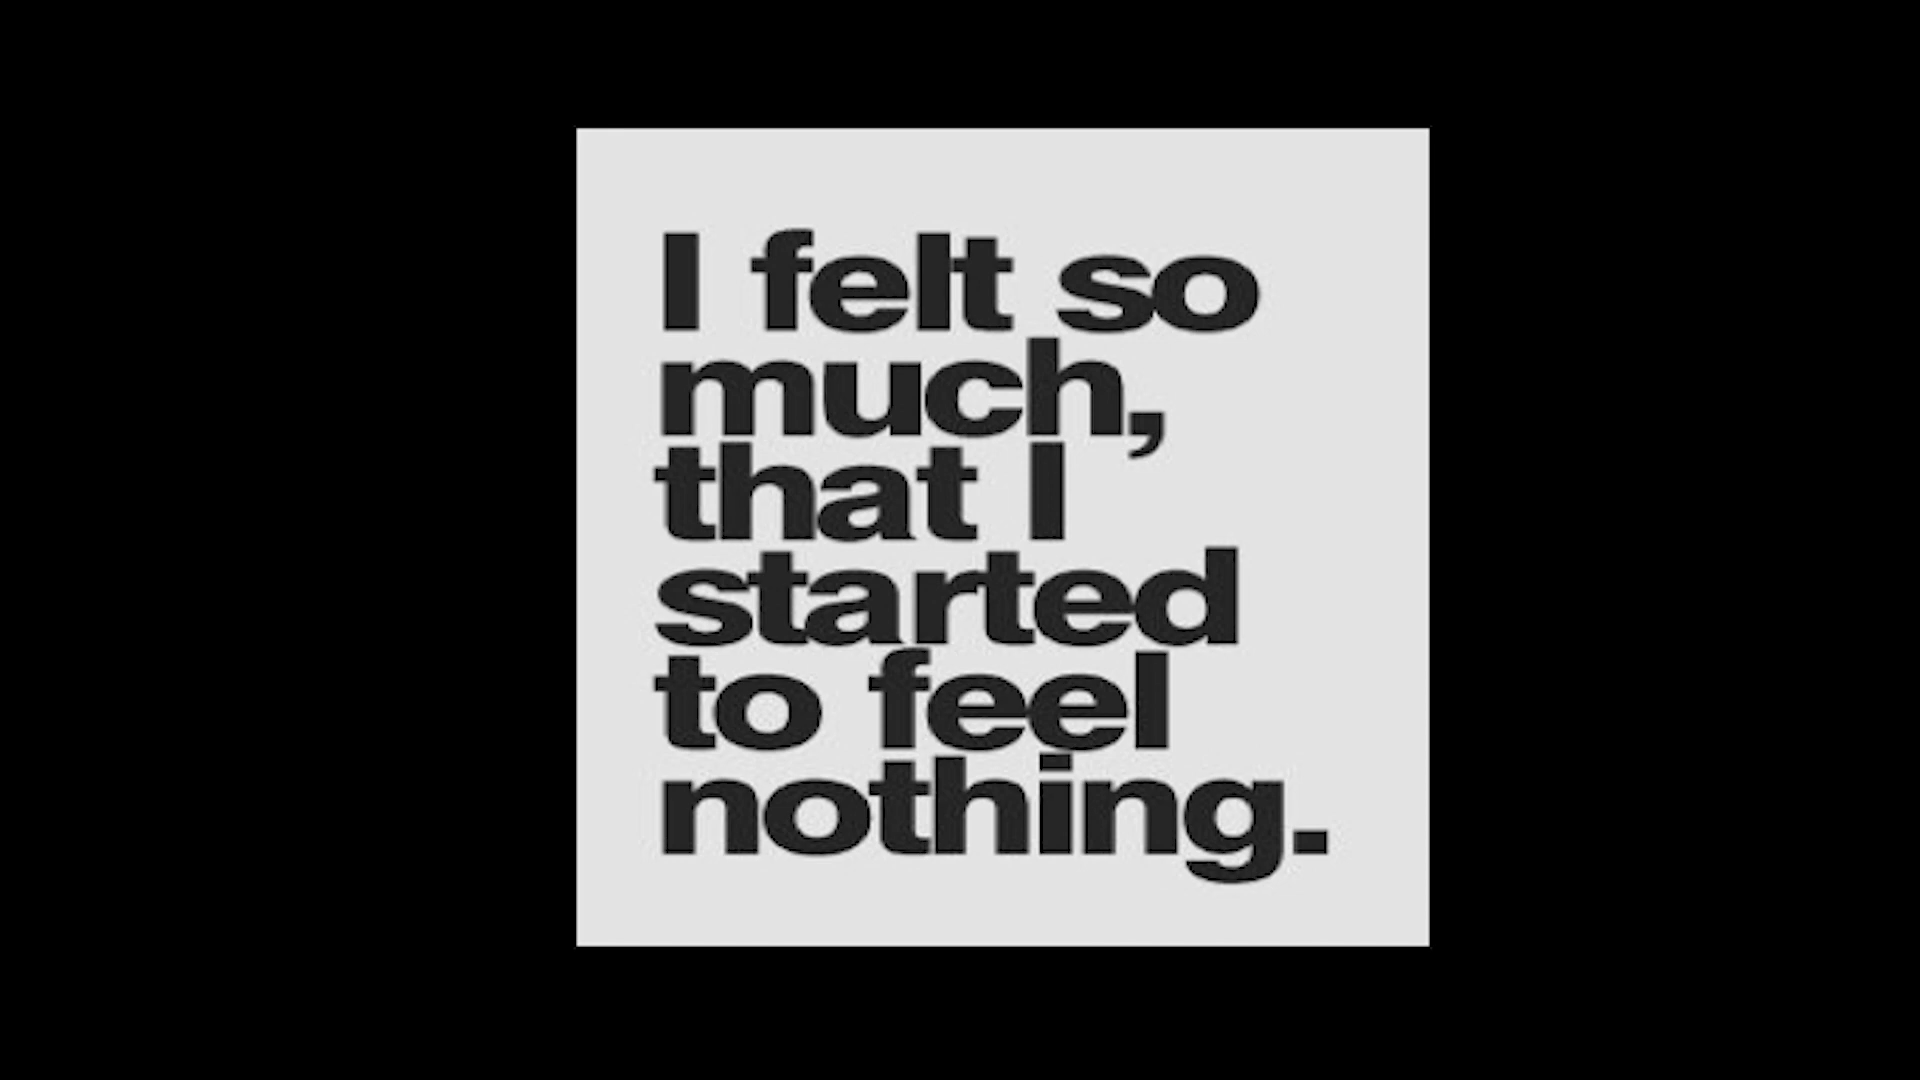 I felt so
much,
that I
started
to feel
nothing.